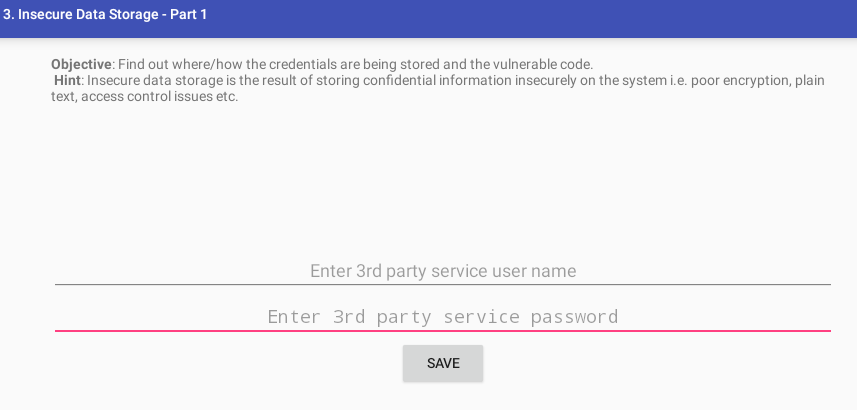 3. Insecure Data Storage - Part 1
Objective: Find out where/how the credentials are being stored and the vulnerable code.
Hint: Insecure data storage is the result of storing confidential information insecurely on the system i.e. poor encryption, plain
text, access control issues etc.
Enter 3rd party service user name
Enter 3rd party service password
SAVE